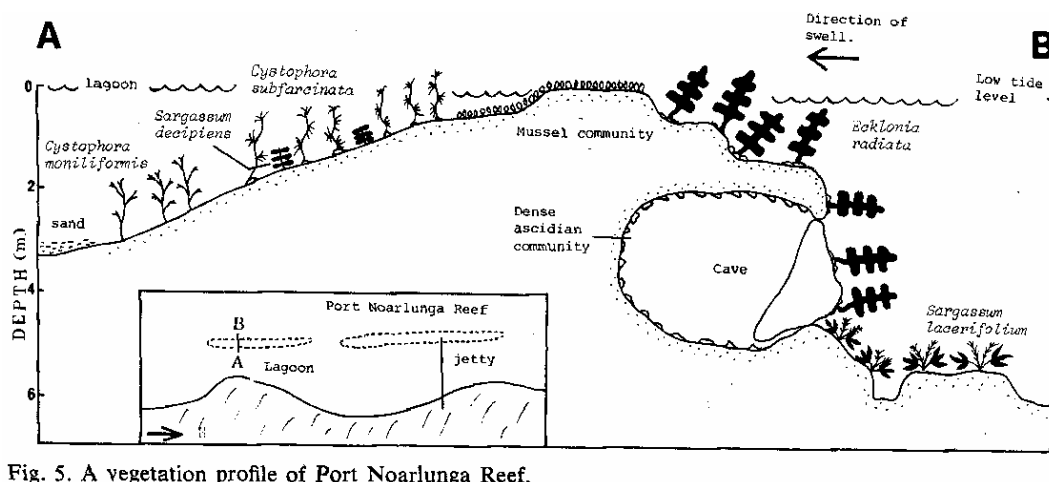 A
B
Direction of
swell.
0
lagoon
Cystophora
subfarcinata
Low tide
level
Sargassum
decipiens
Mussel community
Ecklonia
radiata
Cystophora
moniliformis
2
sand
Dense
ascidian
community
Cave
DEPTH (m.)
4
Port Noarlunga Reef
Sargassum
lacerifolium
B
A
Lagoon
jetty
6
Fig. 5. A vegetation profile of Port Noarlunga Reef.